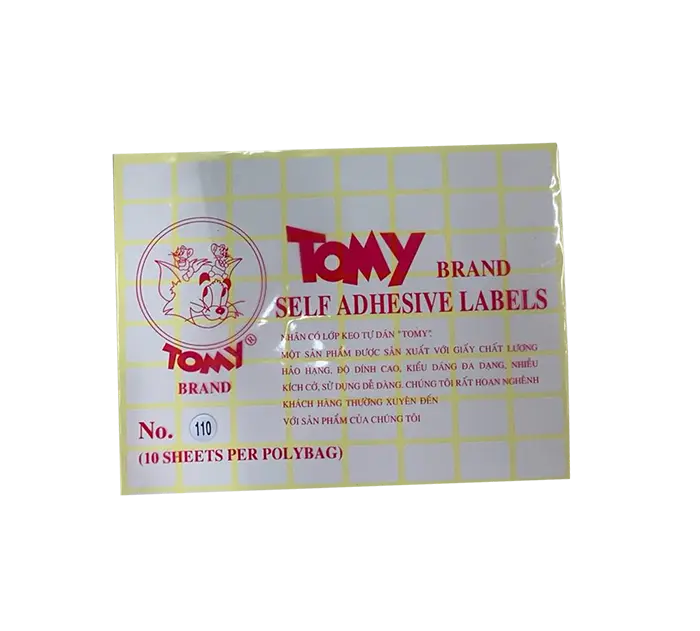 TOMY BRAND
SELF ADHESIVE LABELS
NHÃN CÓ LỚP KEO TỰ DÁN "TOMY".
MỘT SẢN PHẨM ĐƯỢC SẢN XUẤT VỚI GIẤY CHẤT LƯỢNG
HẢO HẠNG, ĐỘ DÍNH CAO, KIỂU DÁNG ĐA DẠNG, NHIỀU
KÍCH CỠ, SỬ DỤNG DỄ DÀNG. CHÚNG TÔI RẤT HOAN NGHÊNH
KHÁCH HÀNG THƯỜNG XUYÊN ĐẾN
VỚI SẢN PHẨM CỦA CHÚNG TÔI
TOMY®
BRAND
No. 110
(10 SHEETS PER POLYBAG)